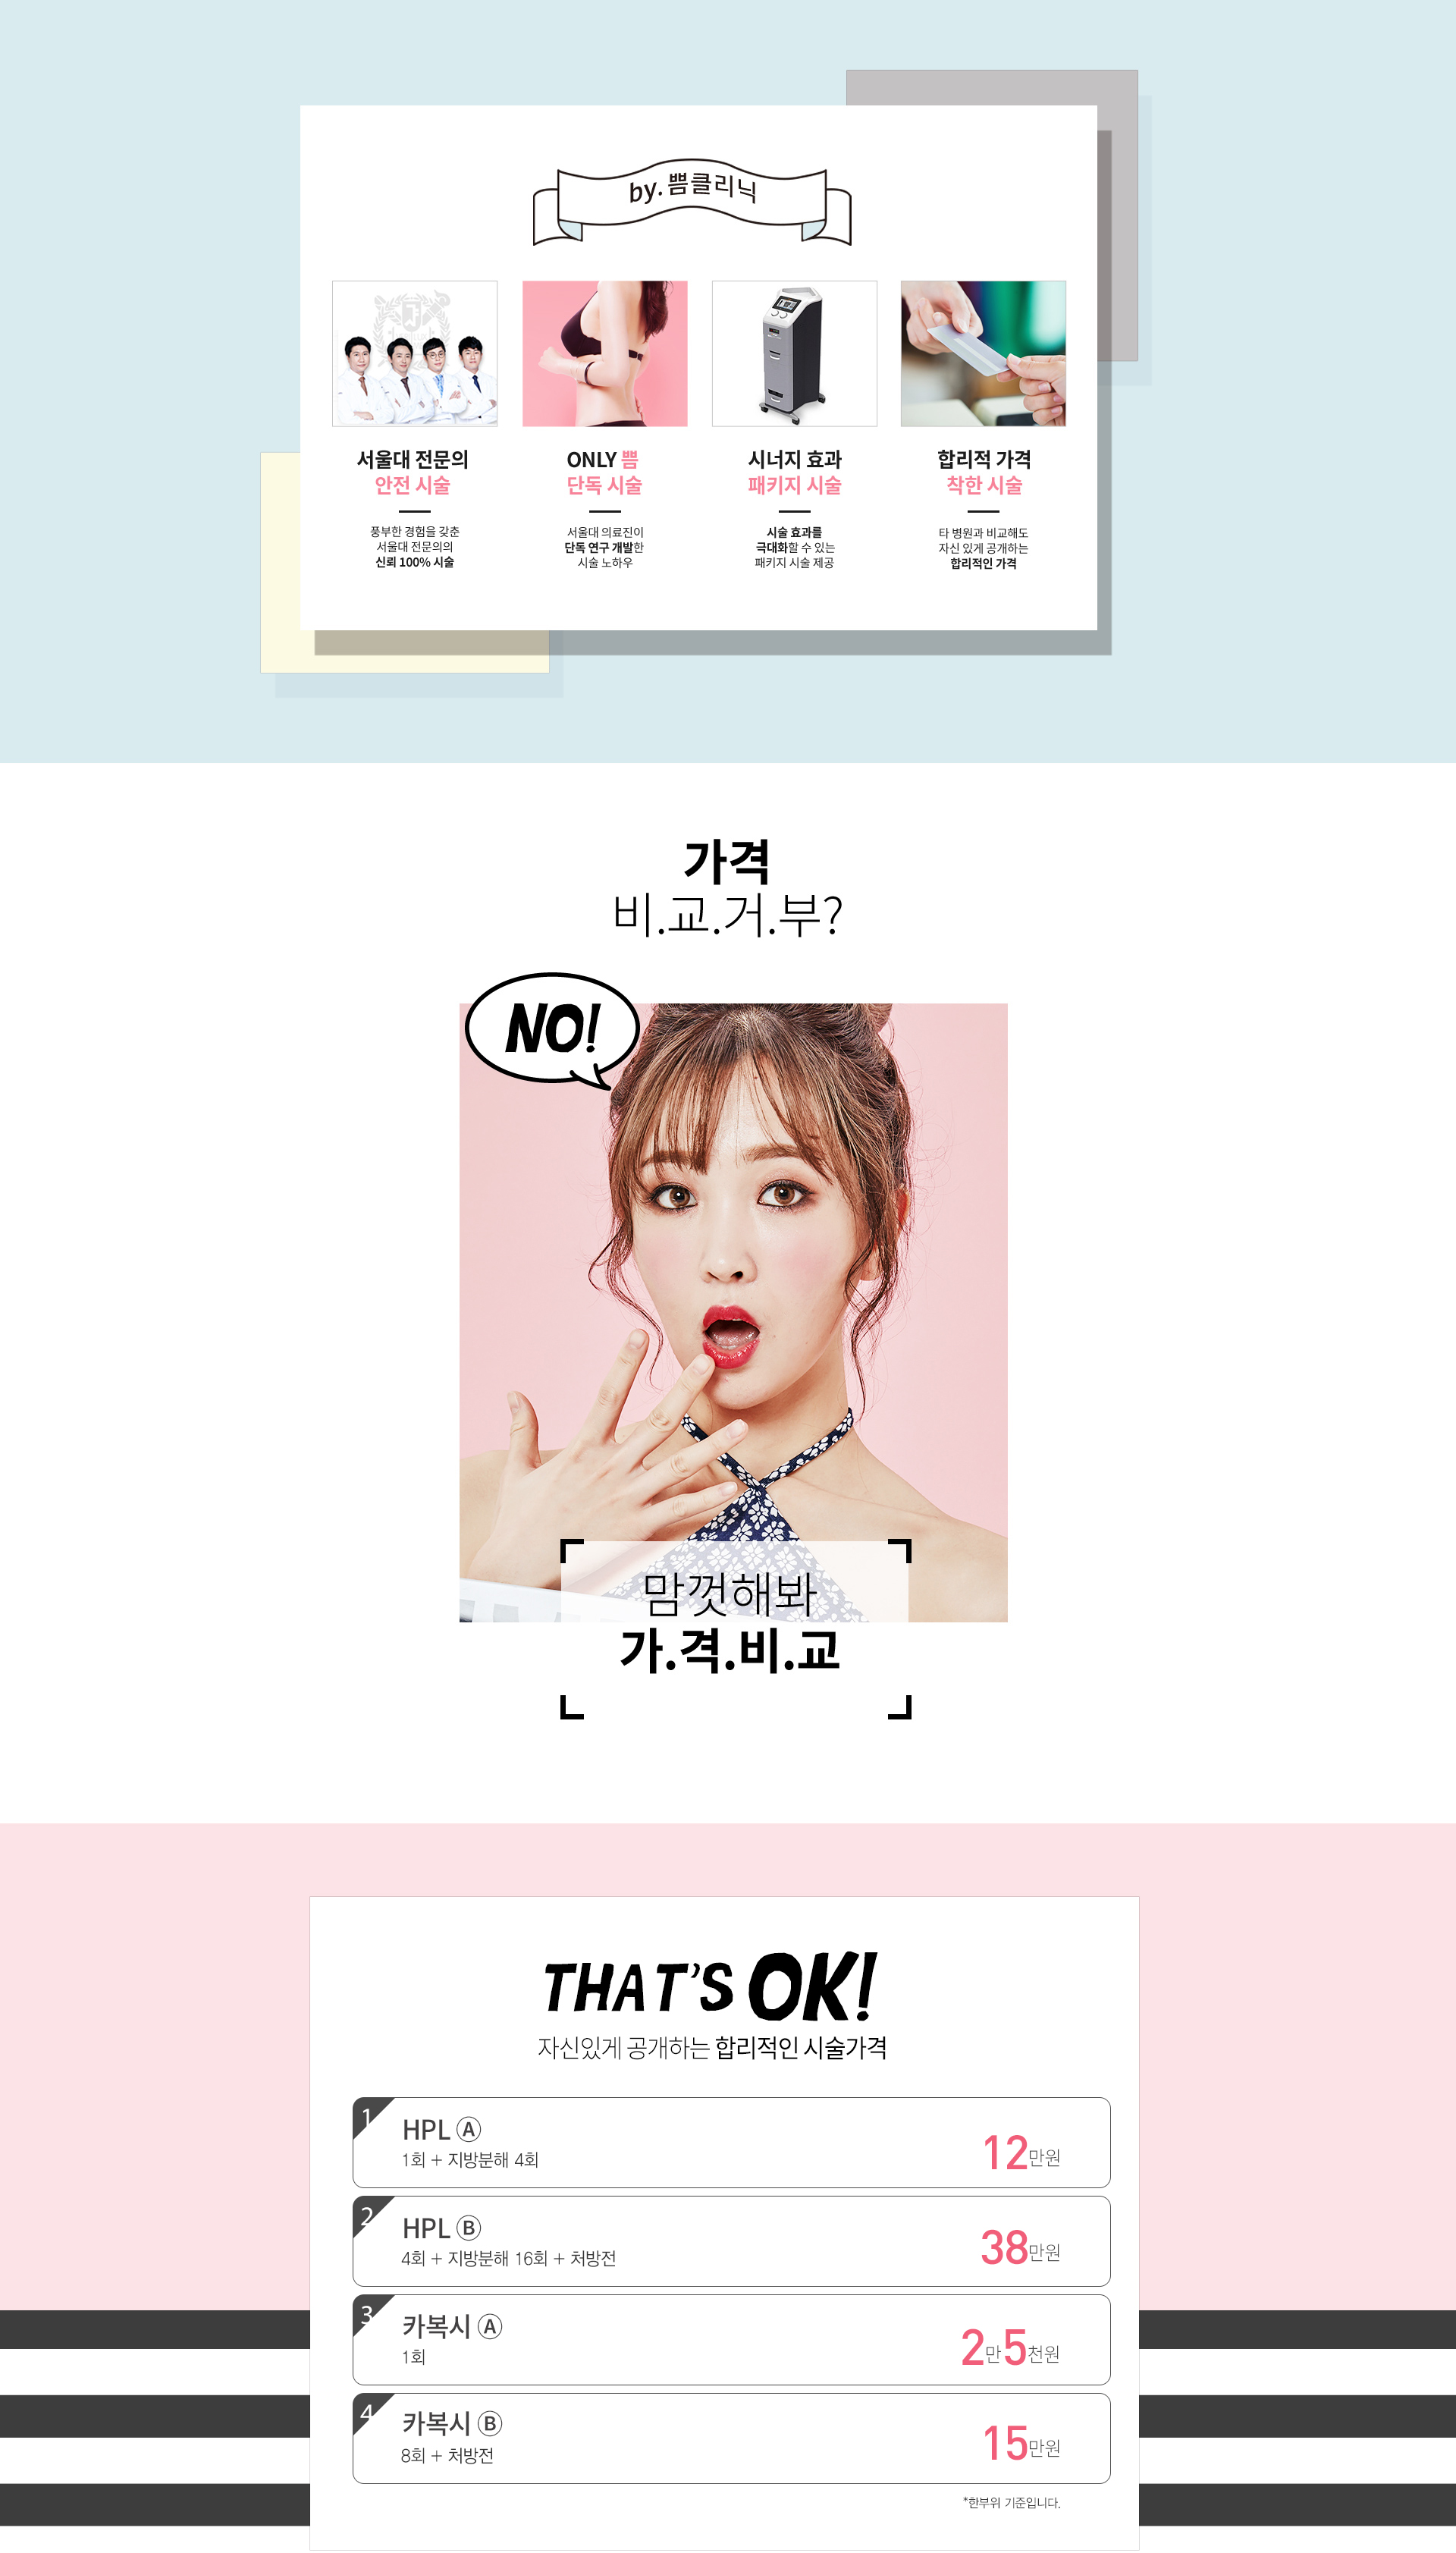 by. 쁨클리닉
서울대 전문의
안전 시술
풍부한 경험을 갖춘
서울대 전문의의
신뢰 100% 시술
ONLY 쁨
단독 시술
서울대 의료진이
단독 연구 개발한
시술 노하우
시너지 효과
패키지 시술
시술 효과를
극대화할 수 있는
패키지 시술 제공
합리적 가격
착한 시술
타 병원과 비교해도
자신 있게 공개하는
합리적인 가격
가격
비.교.거.부?
NO!
맘껏해봐
가.격.비.교
THAT'S OK!
자신있게 공개하는 합리적인 시술가격
1
HPL Ⓐ
1회 + 지방분해 4회
12만원
2
HPL Ⓑ
4회 + 지방분해 16회 + 처방전
38만원
3
카복시 Ⓐ
1회
2만5천원
4
카복시 Ⓑ
8회 + 처방전
15만원
*한부위 기준입니다.